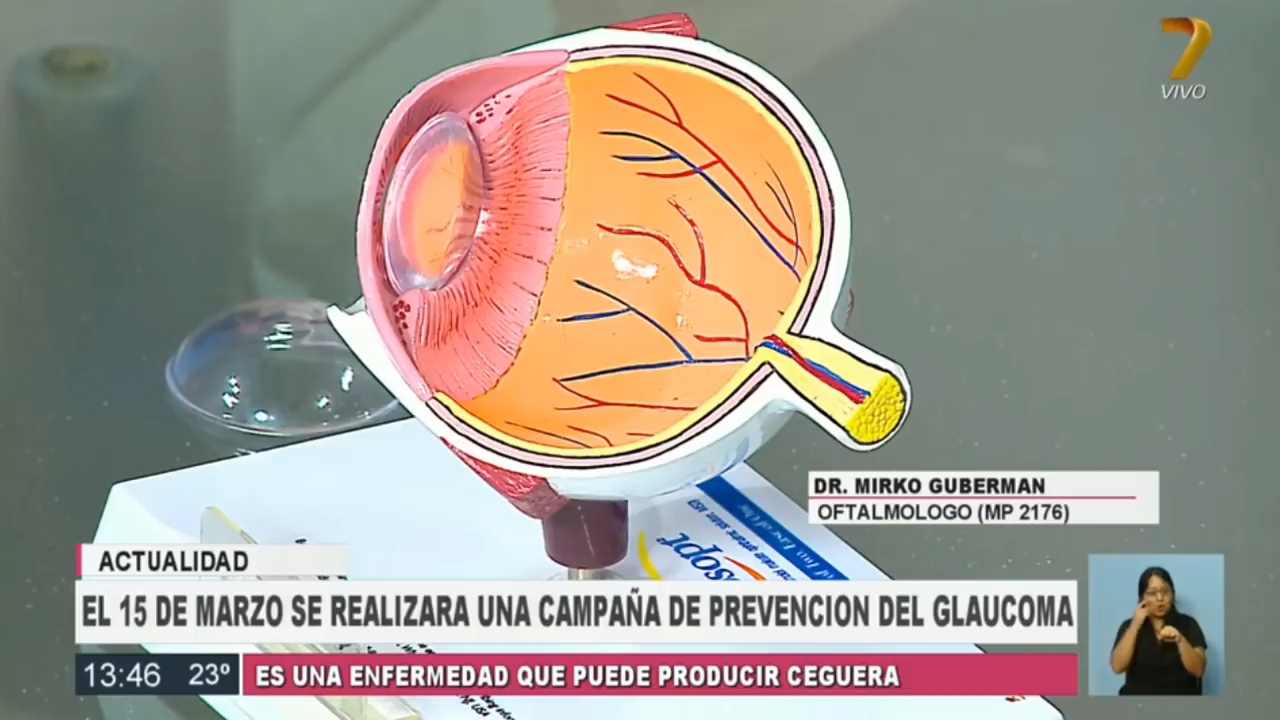 7
VIVO
DR. MIRKO GUBERMAN
OFTALMOLOGO (MP 2176)
ACTUALIDAD
EL 15 DE MARZO SE REALIZARA UNA CAMPAÑA DE PREVENCION DEL GLAUCOMA
13:46 23º
ES UNA ENFERMEDAD QUE PUEDE PRODUCIR CEGUERA